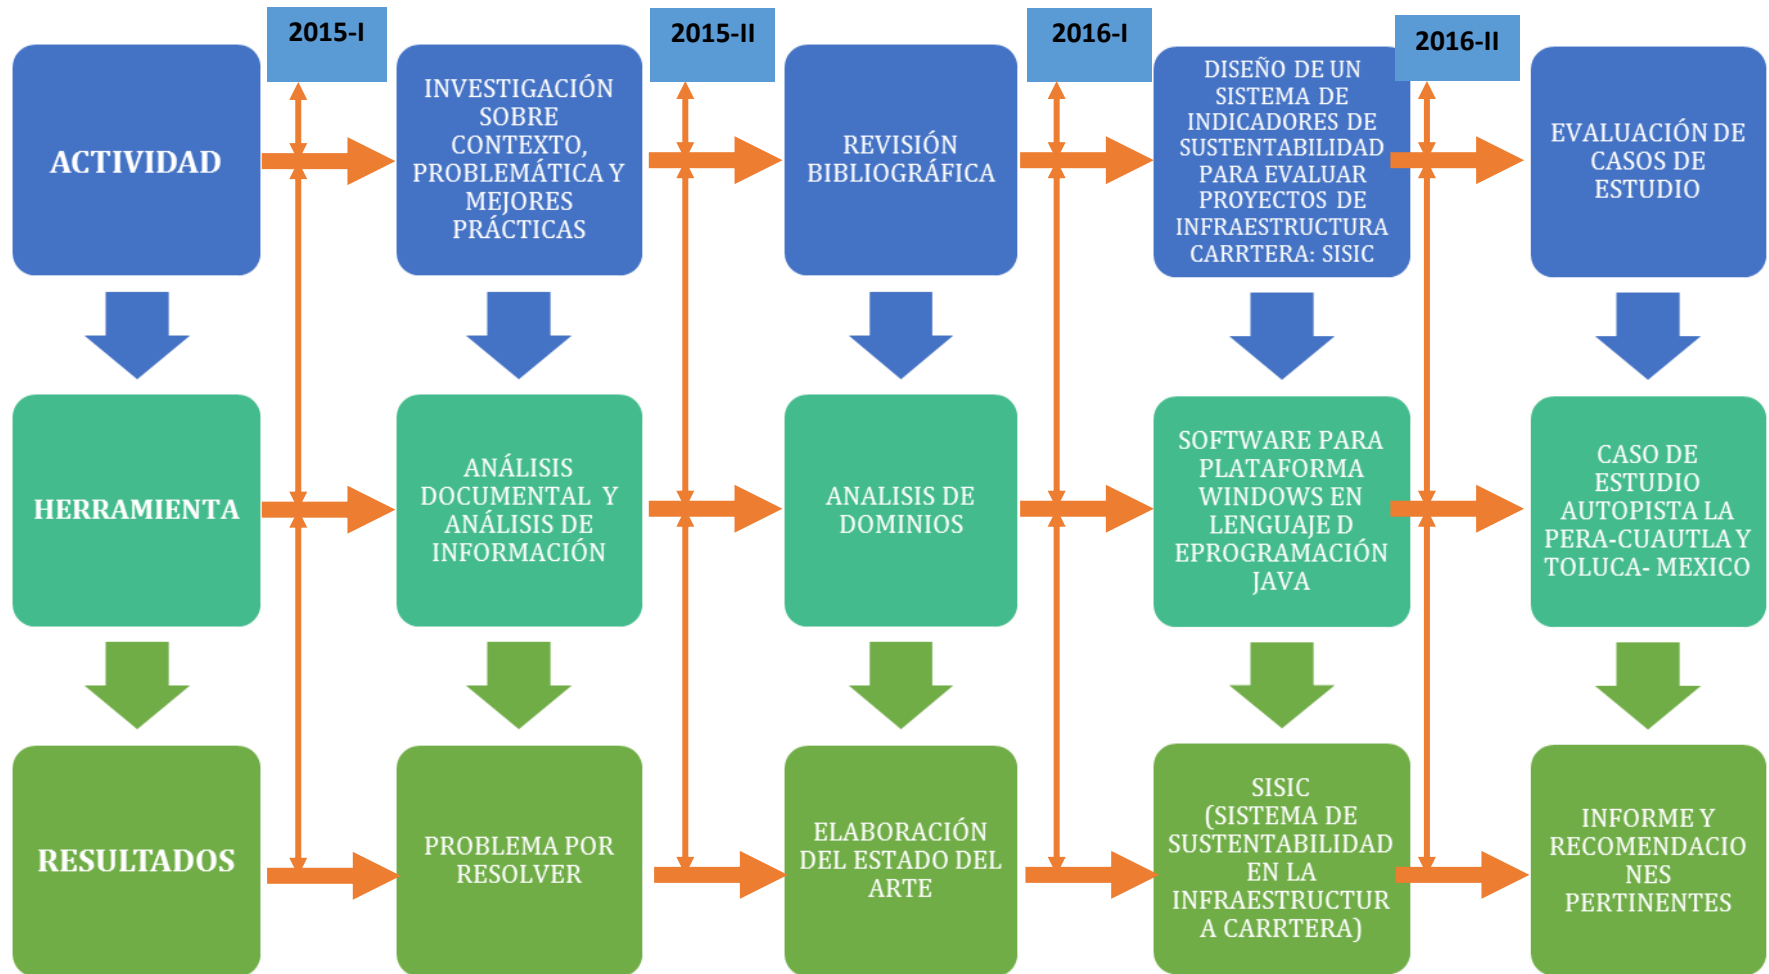 2015-I
2015-II
2016-I
2016-II
ACTIVIDAD
INVESTIGACIÓN
SOBRE
CONTEXTO,
PROBLEMÁTICA Y
MEJORES
PRÁCTICAS
REVISIÓN
BIBLIOGRÁFICA
DISEÑO DE UN
SISTEMA DE
INDICADORES DE
SUSTENTABILIDAD
PARA EVALUAR
PROYECTOS DE
INFRAESTRUCTURA
CARRTERA: SISIC
EVALUACIÓN DE
CASOS DE
ESTUDIO
HERRAMIENTA
ANÁLISIS
DOCUMENTAL Y
ANÁLISIS DE
INFORMACIÓN
ANALISIS DE
DOMINIOS
SOFTWARE PARA
PLATAFORMA
WINDOWS EN
LENGUAJE D
EPROGRAMACIÓN
JAVA
CASO DE
ESTUDIO
AUTOPISTA LA
PERA-CUAUTLA Y
TOLUCA- MEXICO
RESULTADOS
PROBLEMA POR
RESOLVER
ELABORACIÓN
DEL ESTADO DEL
ARTE
SISIC
(SISTEMA DE
SUSTENTABILIDAD
EN LA
INFRAESTRUCTUR
A CARRTERA)
INFORME Y
RECOMENDACIO
NES
PERTINENTES